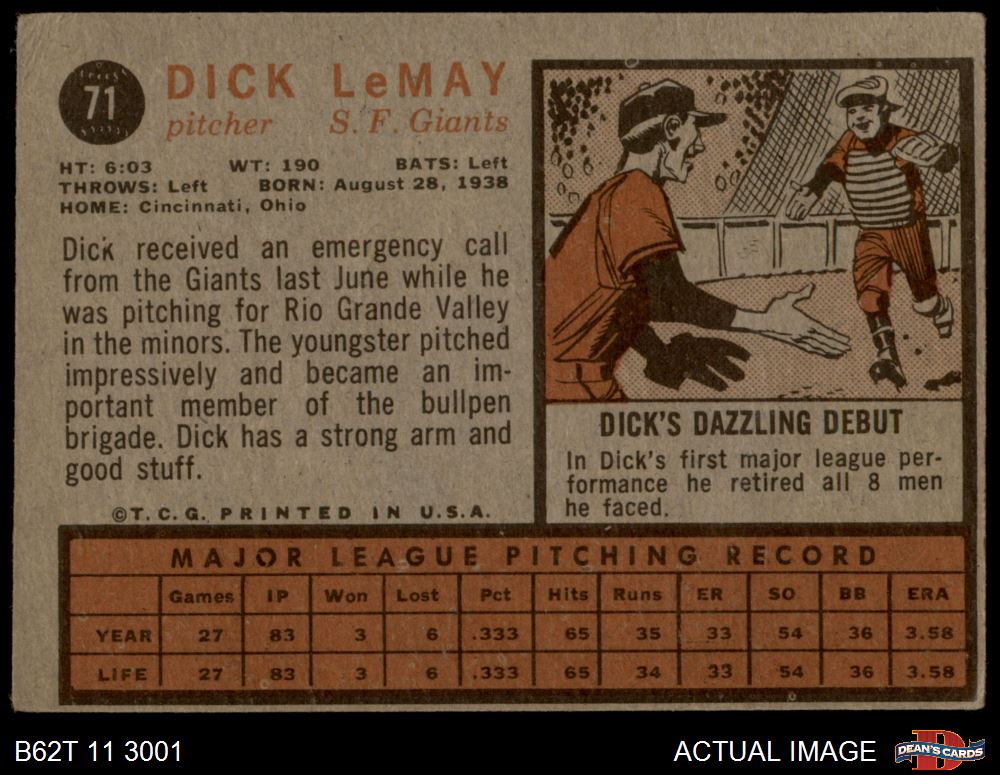 71
DICK LeMAY
pitcher S. F. Giants
HT: 6:03 WT: 190 BATS: Left
THROWS: Left BORN: August 28, 1938
HOME: Cincinnati, Ohio
Dick received an emergency call
from the Giants last June while he
was pitching for Rio Grande Valley
in the minors. The youngster pitched
impressively and became an im-
portant member of the bullpen
brigade. Dick has a strong arm and
good stuff.
©T. C. G. PRINTED IN U.S.A.
DICK'S DAZZLING DEBUT
In Dick's first major league per-
formance he retired all 8 men
he faced.
MAJOR LEAGUE PITCHING RECORD
Games IP Won Lost Pct Hits Runs ER SO BB ERA
YEAR 27 83 3 6 .333 65 35 33 54 36 3.58
LIFE 27 83 3 6 .333 65 34 33 54 36 3.58
B62T 11 3001 ACTUAL IMAGE
DEAN'S CARDS